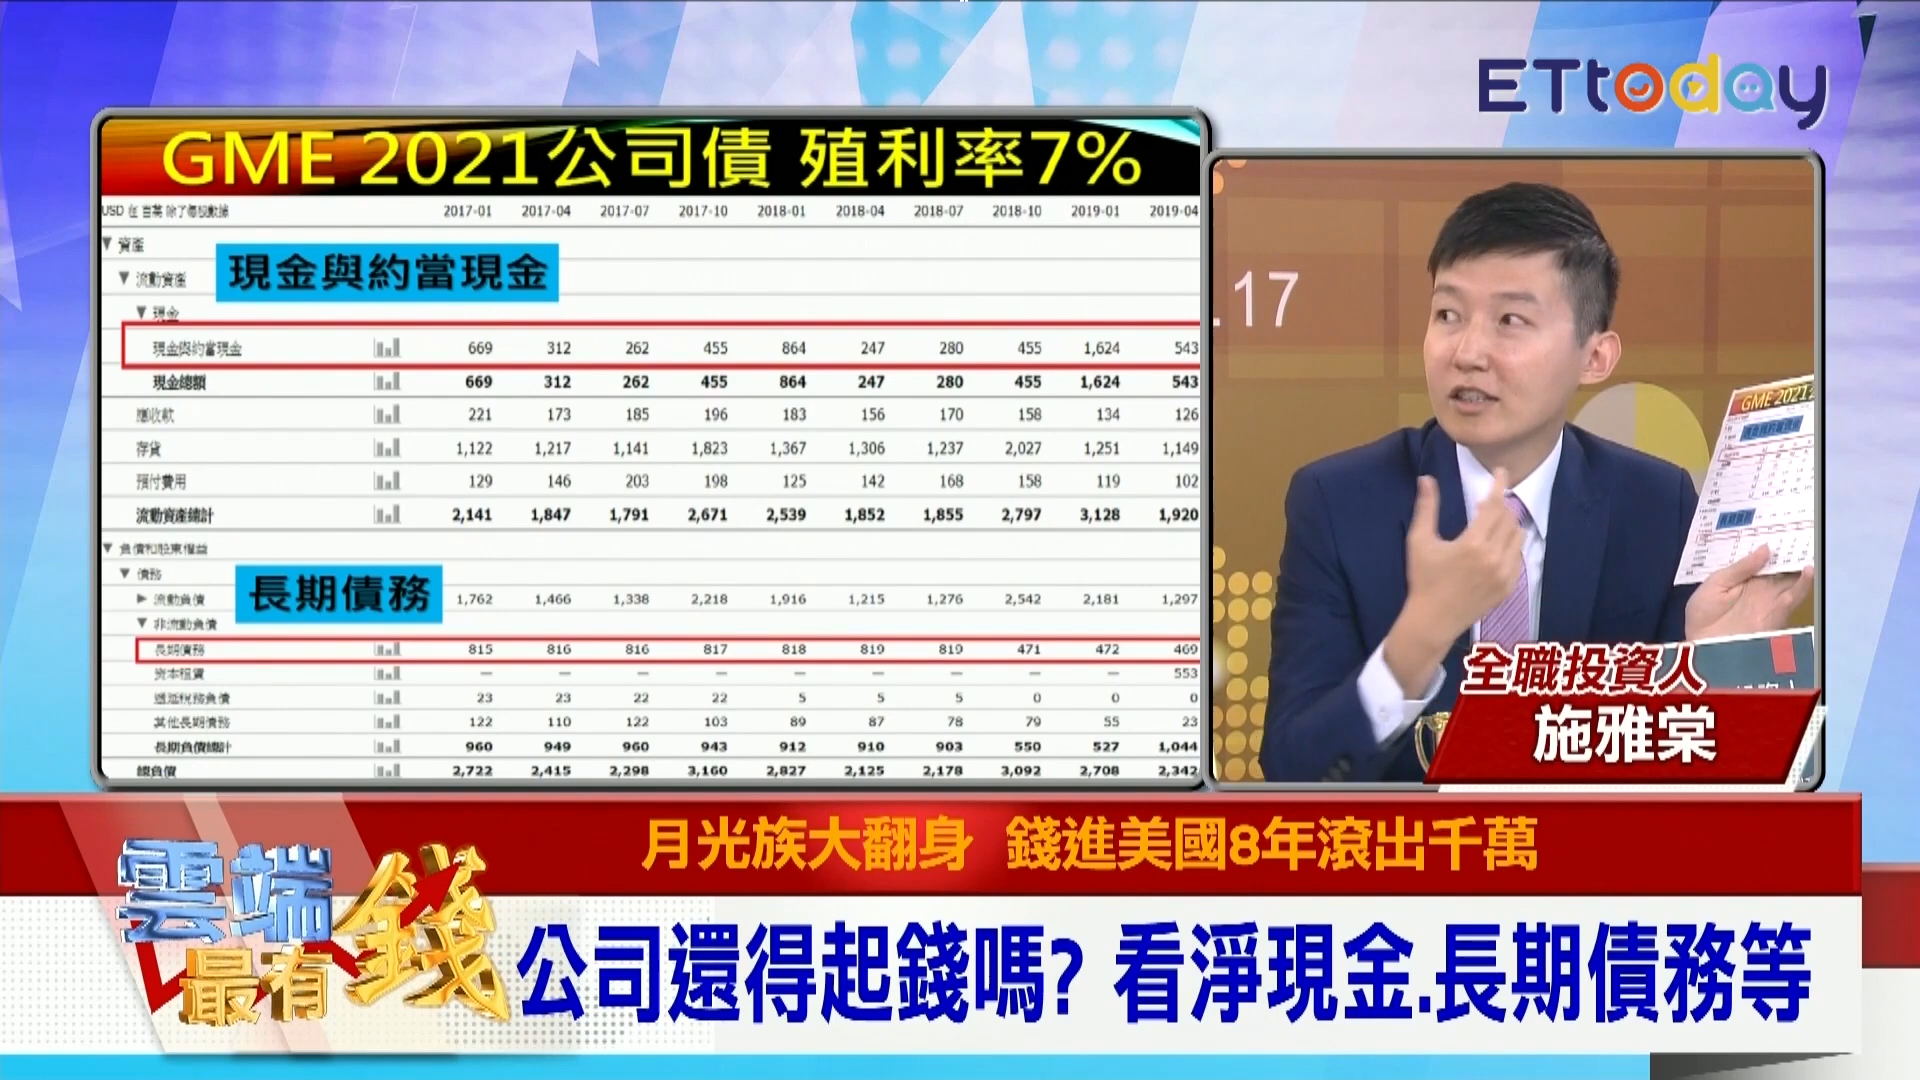 ETtoday
GME 2021公司債 殖利率7%
USD 在 百萬 除了每股數據 2017-01 2017-04 2017-07 2017-10 2018-01 2018-04 2018-07 2018-10 2019-01 2019-04
▼ 資產
▼ 流動資產
現金與約當現金
▼ 現金
現金與約當現金 669 312 262 455 864 247 280 455 1,624 543
現金總額 669 312 262 455 864 247 280 455 1,624 543
應收款 221 173 185 196 183 156 170 158 134 126
存貨 1,122 1,217 1,141 1,823 1,367 1,306 1,237 2,027 1,251 1,149
預付費用 129 146 203 198 125 142 168 158 119 102
流動資產總計 2,141 1,847 1,791 2,671 2,539 1,852 1,855 2,797 3,128 1,920
▼ 負債和股東權益
▼ 債務
長期債務
▶ 流動負債 1,762 1,466 1,338 2,218 1,916 1,215 1,276 2,542 2,181 1,297
▼ 非流動負債
長期債務 815 816 816 817 818 819 819 471 472 469
資本租賃 — — — — — — — — — 553
遞延稅務負債 23 23 22 22 5 5 5 0 0 0
其他長期債務 122 110 122 103 89 87 78 79 55 23
長期負債總計 960 949 960 943 912 910 903 550 527 1,044
總負債 2,722 2,415 2,298 3,160 2,827 2,125 2,178 3,092 2,708 2,342
.17
GME 2021
全職投資人
施雅棠
月光族大翻身 錢進美國8年滾出千萬
雲端最有錢
公司還得起錢嗎? 看淨現金.長期債務等